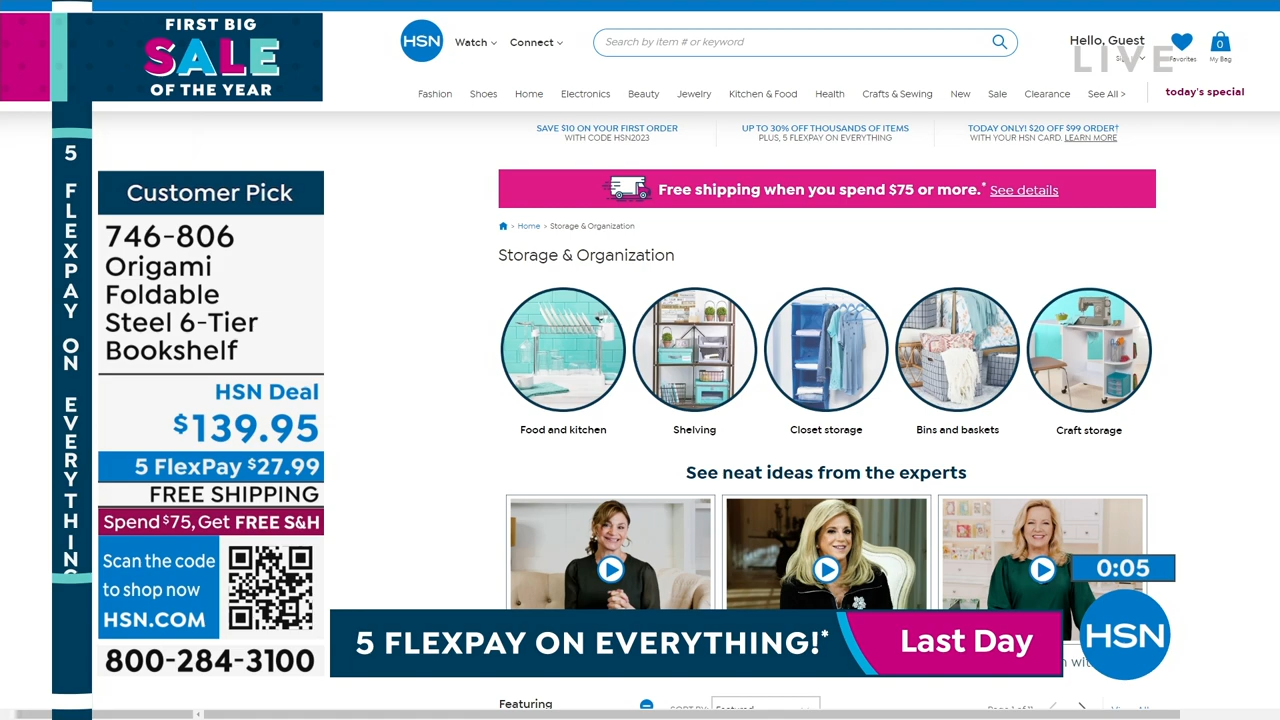 FIRST BIG
SALE
OF THE YEAR
5 FLEXPAY ON EVERYTHING
Customer Pick
746-806
Origami
Foldable
Steel 6-Tier
Bookshelf
HSN Deal
$139.95
5 FlexPay $27.99
FREE SHIPPING
Spend $75, Get FREE S&H
Scan the code
to shop now
HSN.COM
800-284-3100
HSN
Watch
Connect
Search by item # or keyword
Hello, Guest
LIVE
Favorites
0
My Bag
Fashion Shoes Home Electronics Beauty Jewelry Kitchen & Food Health Crafts & Sewing New Sale Clearance See All >
today's special
SAVE $10 ON YOUR FIRST ORDER
WITH CODE HSN2023
UP TO 30% OFF THOUSANDS OF ITEMS
PLUS, 5 FLEXPAY ON EVERYTHING
TODAY ONLY! $20 OFF $99 ORDER†
WITH YOUR HSN CARD. LEARN MORE
Free shipping when you spend $75 or more.* See details
> Home > Storage & Organization
Storage & Organization
Food and kitchen
Shelving
Closet storage
Bins and baskets
Craft storage
See neat ideas from the experts
0:05
5 FLEXPAY ON EVERYTHING!*
Last Day
HSN
Featuring